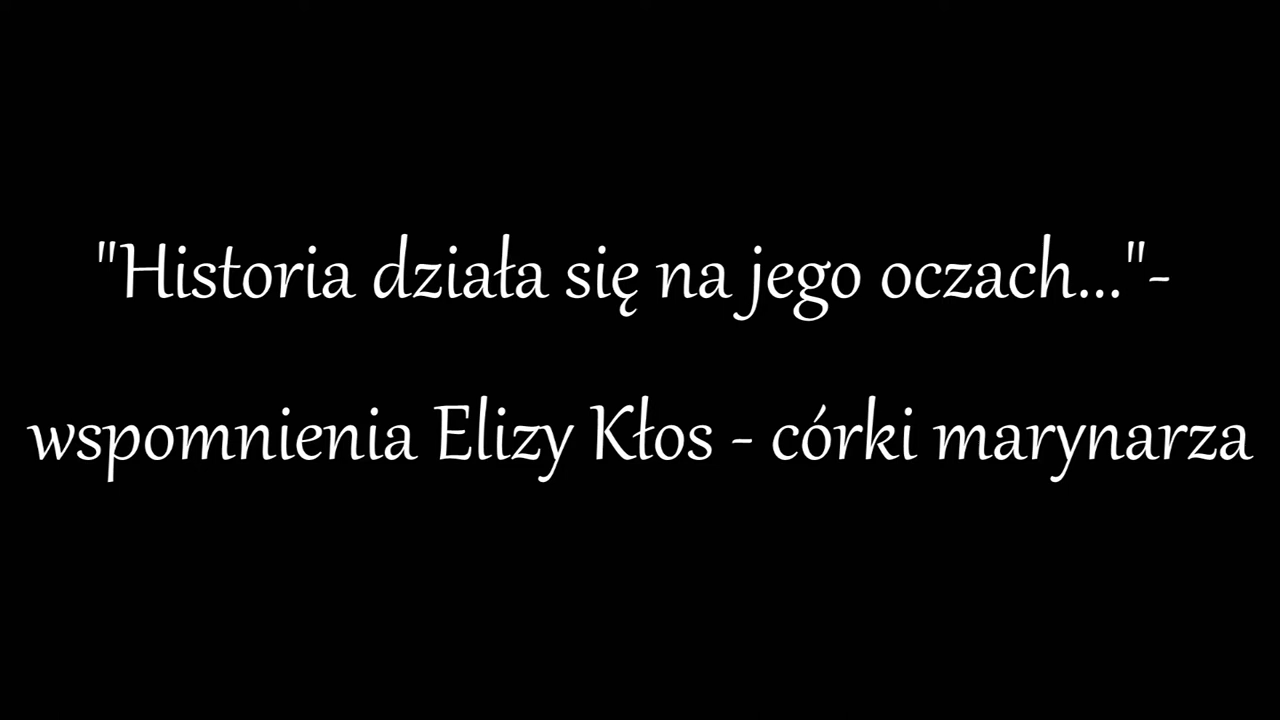 "Historia działa się na jego oczach..."-
wspomnienia Elizy Kłos - córki marynarza